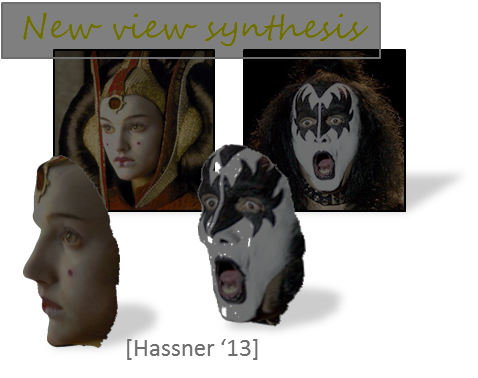 New view synthesis
[Hassner ‘13]